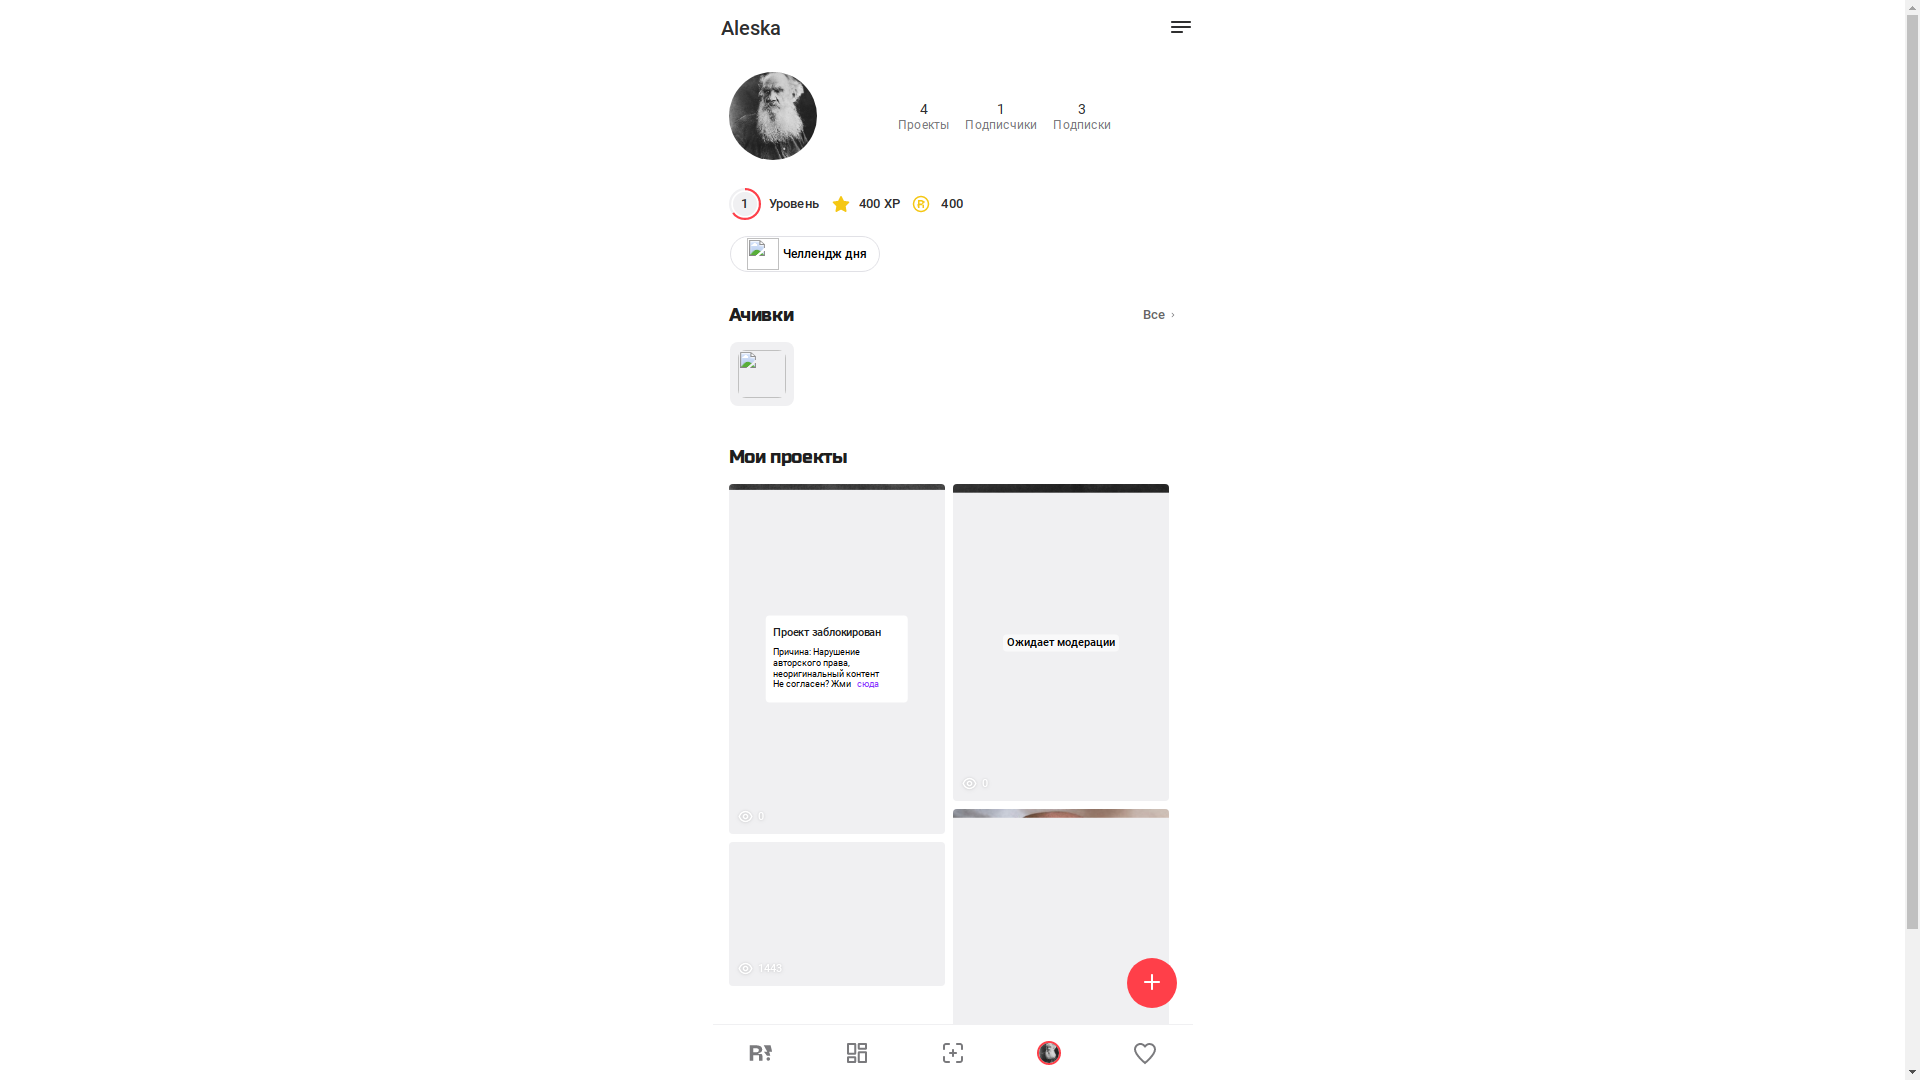 Aleska
4 1 3
Проекты Подписчики Подписки
1 Уровень 400 XP R 400
Челлендж дня
Ачивки Все
Мои проекты
Проект заблокирован
Причина: Нарушение
авторского права,
неоригинальный контент
Не согласен? Жми сюда
Ожидает модерации
0
0
1443
R